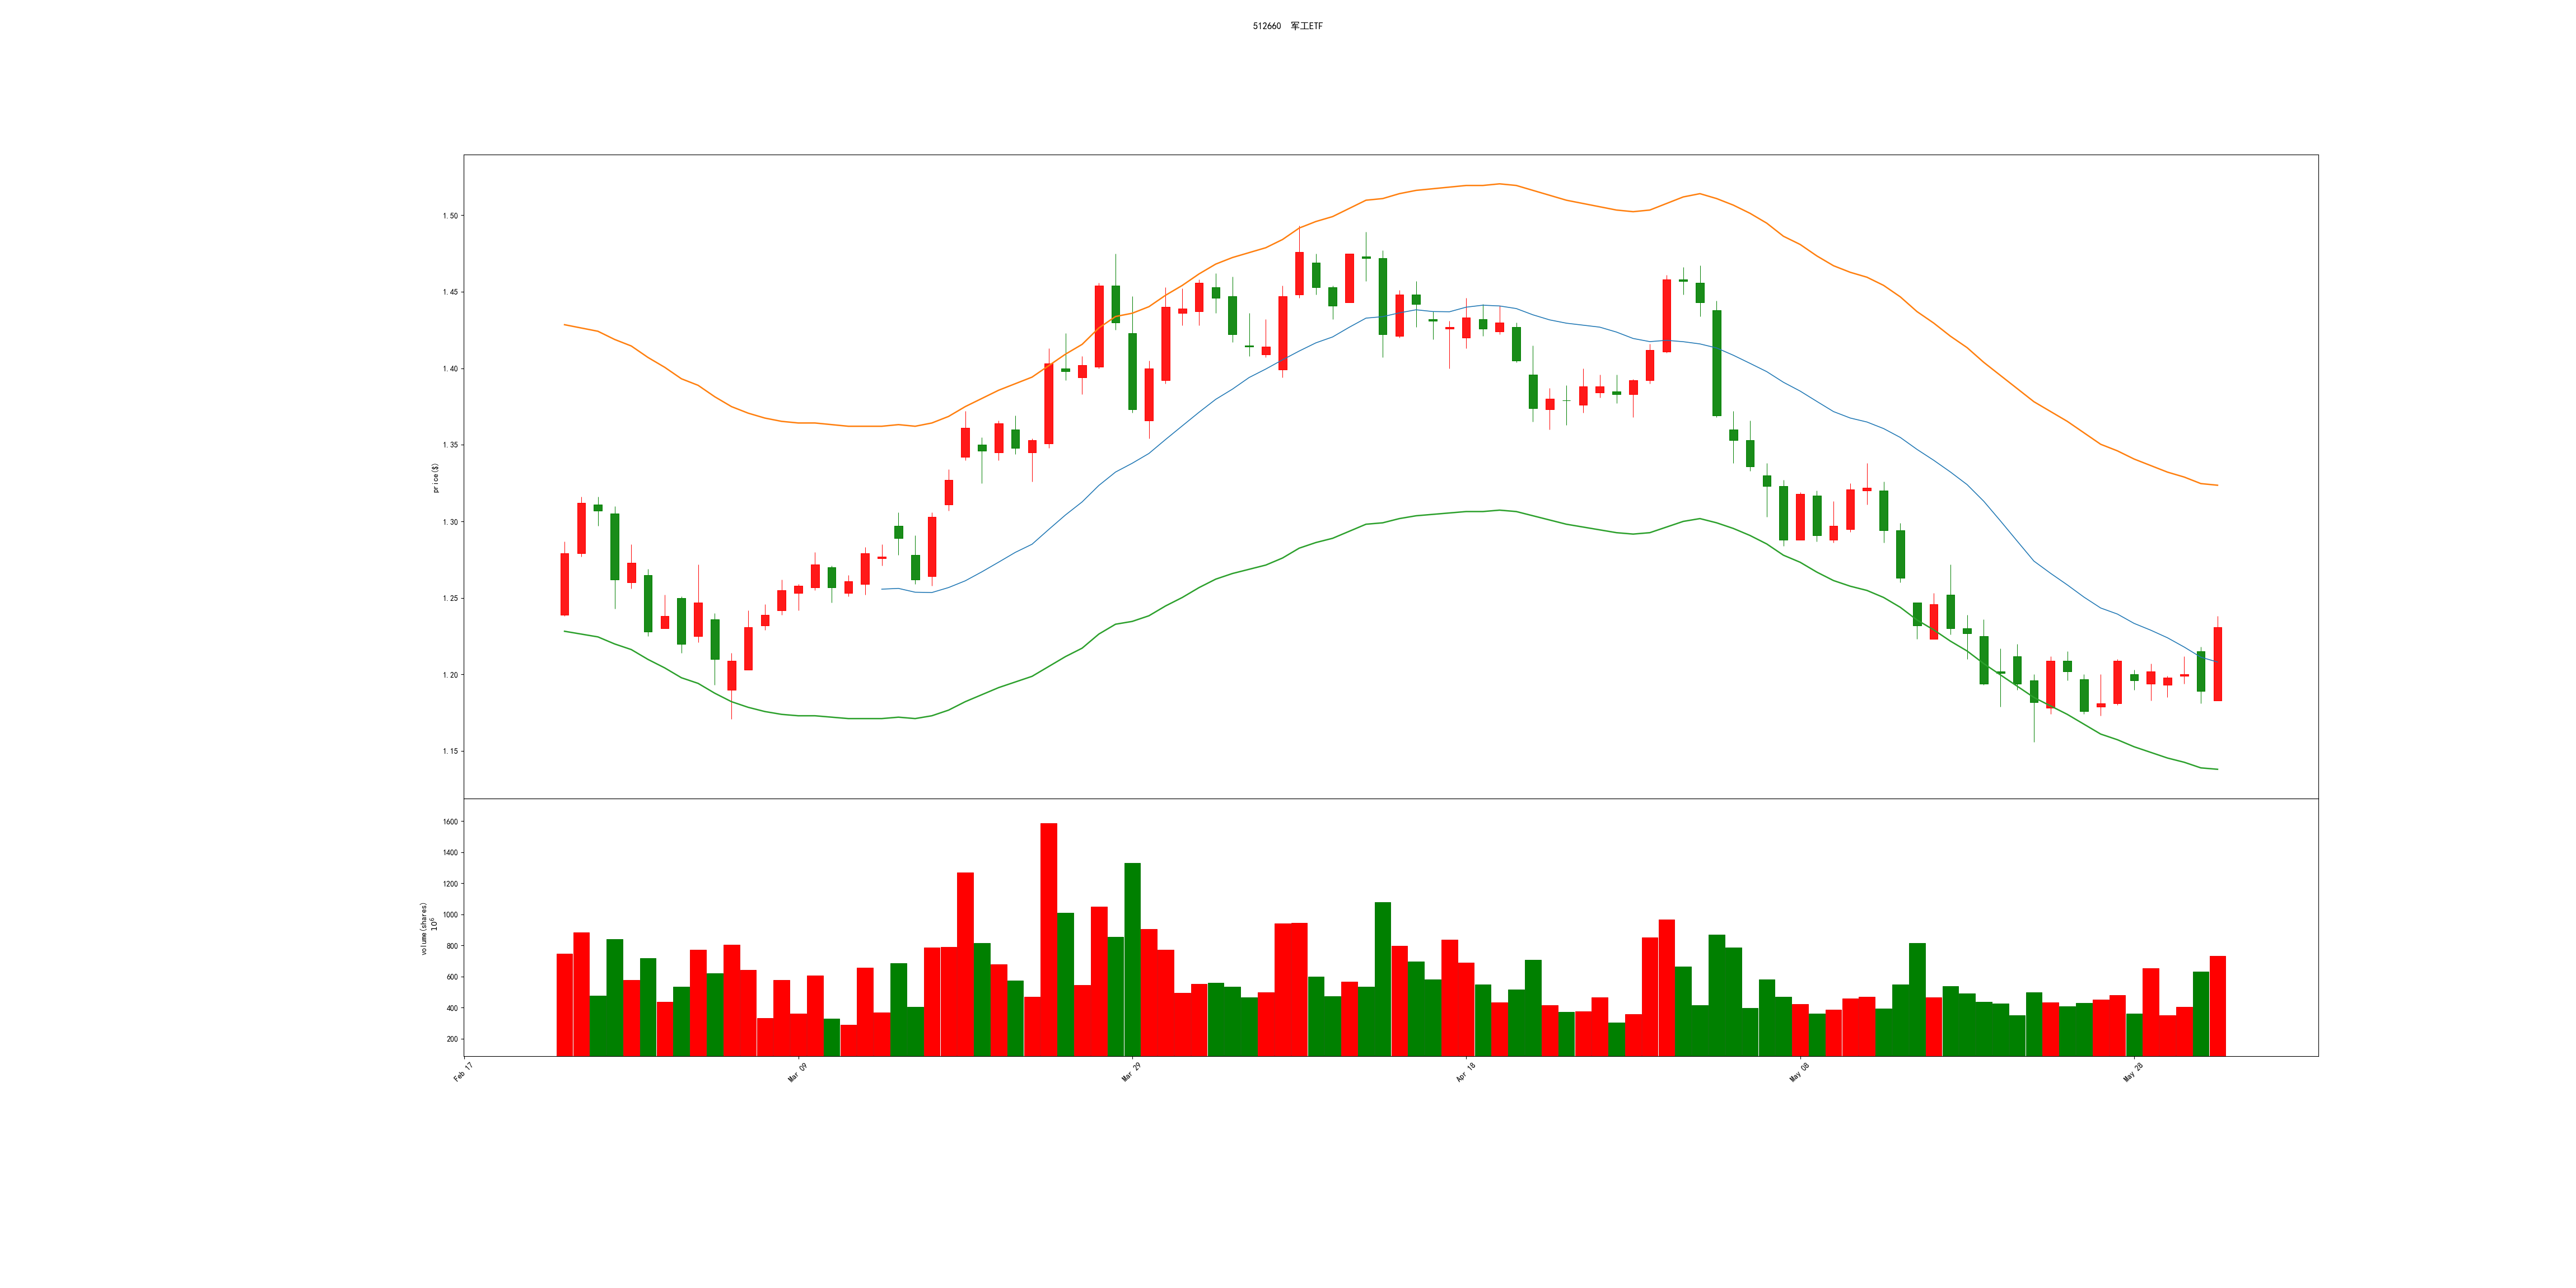 512660 军工ETF
price($)
1.50
1.45
1.40
1.35
1.30
1.25
1.20
1.15
volume(shares)
10⁶
1600
1400
1200
1000
800
600
400
200
Feb 17
Mar 09
Mar 29
Apr 18
May 08
May 28